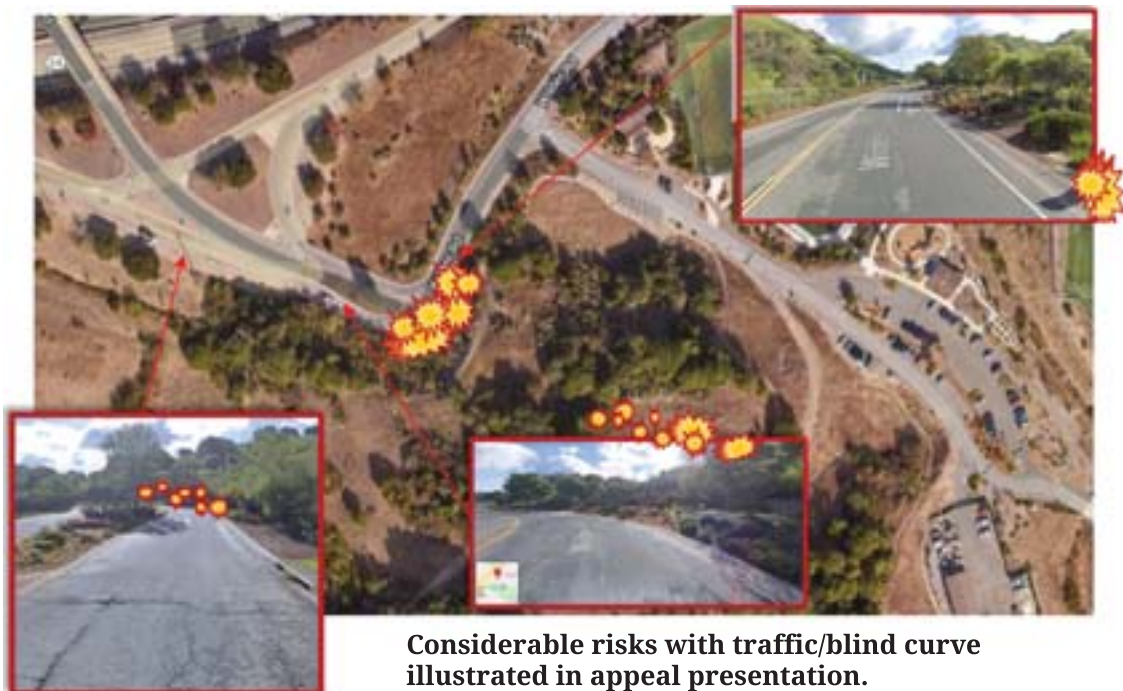 Considerable risks with traffic/blind curve
illustrated in appeal presentation.